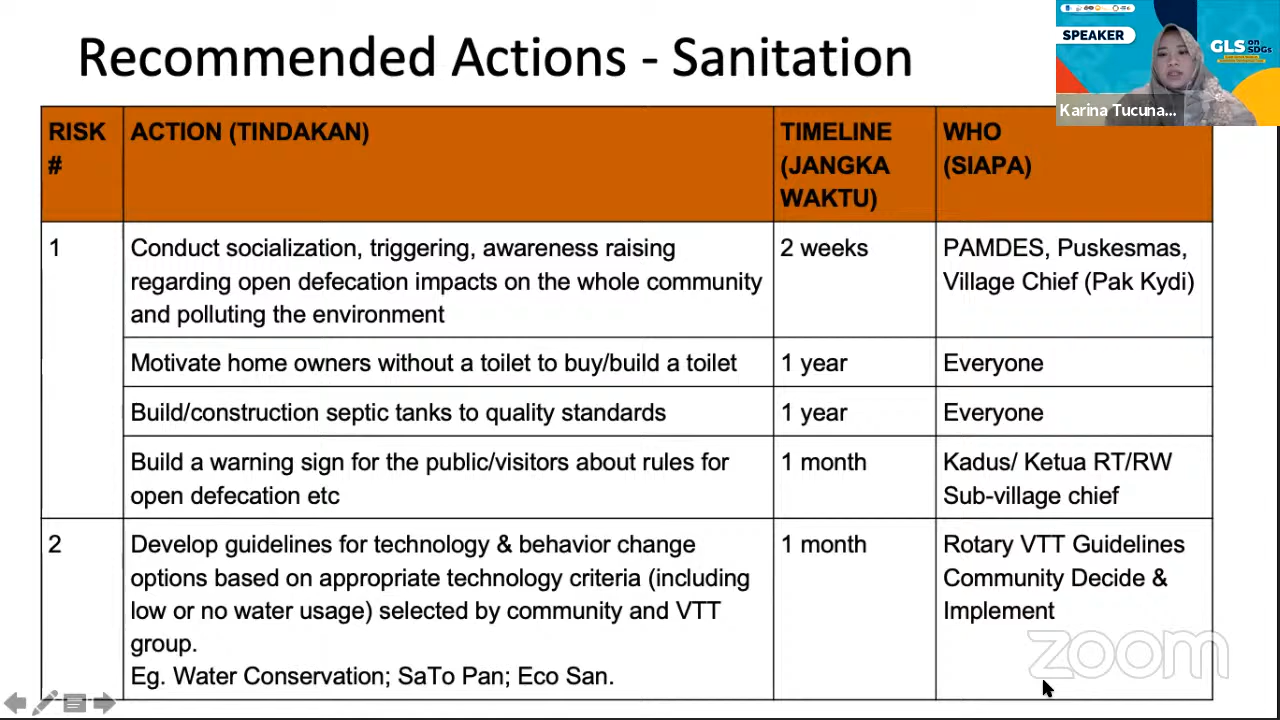 Recommended Actions - Sanitation
SPEAKER
GLS on SDGs
Karina Tucuna...
RISK #
ACTION (TINDAKAN)
TIMELINE
(JANGKA
WAKTU)
WHO
(SIAPA)
1
Conduct socialization, triggering, awareness raising
regarding open defecation impacts on the whole community
and polluting the environment
2 weeks
PAMDES, Puskesmas,
Village Chief (Pak Kydi)
Motivate home owners without a toilet to buy/build a toilet
1 year
Everyone
Build/construction septic tanks to quality standards
1 year
Everyone
Build a warning sign for the public/visitors about rules for
open defecation etc
1 month
Kadus/ Ketua RT/RW
Sub-village chief
2
Develop guidelines for technology & behavior change
options based on appropriate technology criteria (including
low or no water usage) selected by community and VTT
group.
Eg. Water Conservation; SaTo Pan; Eco San.
1 month
Rotary VTT Guidelines
Community Decide &
Implement
zoom